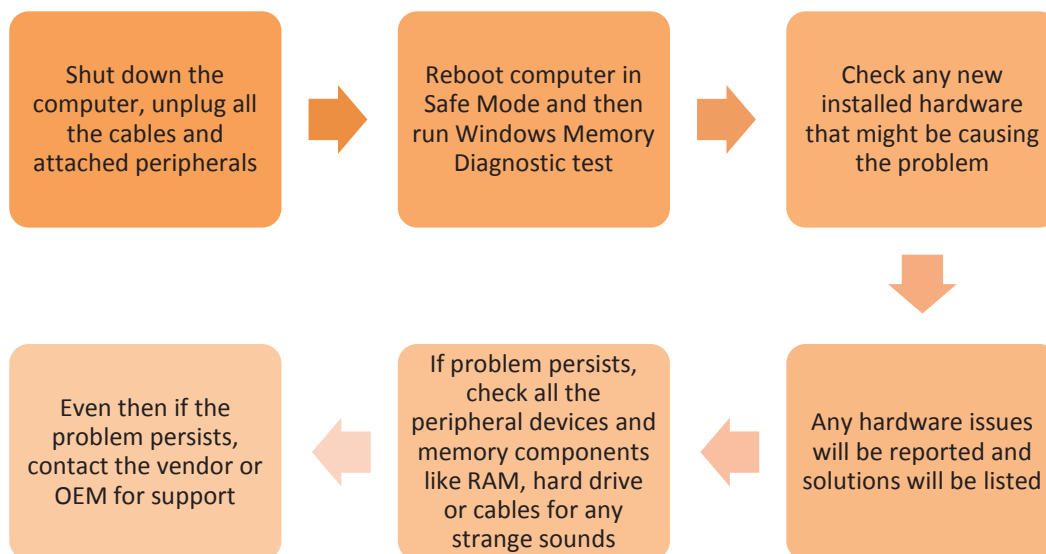 Shut down the
computer, unplug all
the cables and
attached peripherals
Reboot computer in
Safe Mode and then
run Windows Memory
Diagnostic test
Check any new
installed hardware
that might be causing
the problem
Any hardware issues
will be reported and
solutions will be listed
If problem persists,
check all the
peripheral devices and
memory components
like RAM, hard drive
or cables for any
strange sounds
Even then if the
problem persists,
contact the vendor or
OEM for support